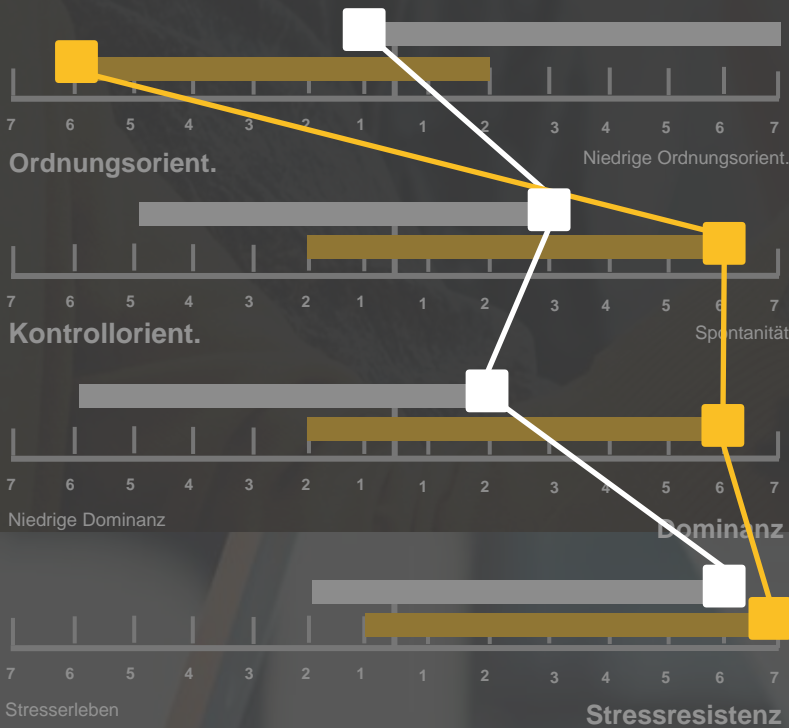 7 6 5 4 3 2 1 1 2 3 4 5 6 7
Ordnungsorient. Niedrige Ordnungsorient.
7 6 5 4 3 2 1 1 2 3 4 5 6 7
Kontrollorient. Spontanität
7 6 5 4 3 2 1 1 2 3 4 5 6 7
Niedrige Dominanz Dominanz
7 6 5 4 3 2 1 1 2 3 4 5 6 7
Stresserleben Stressresistenz